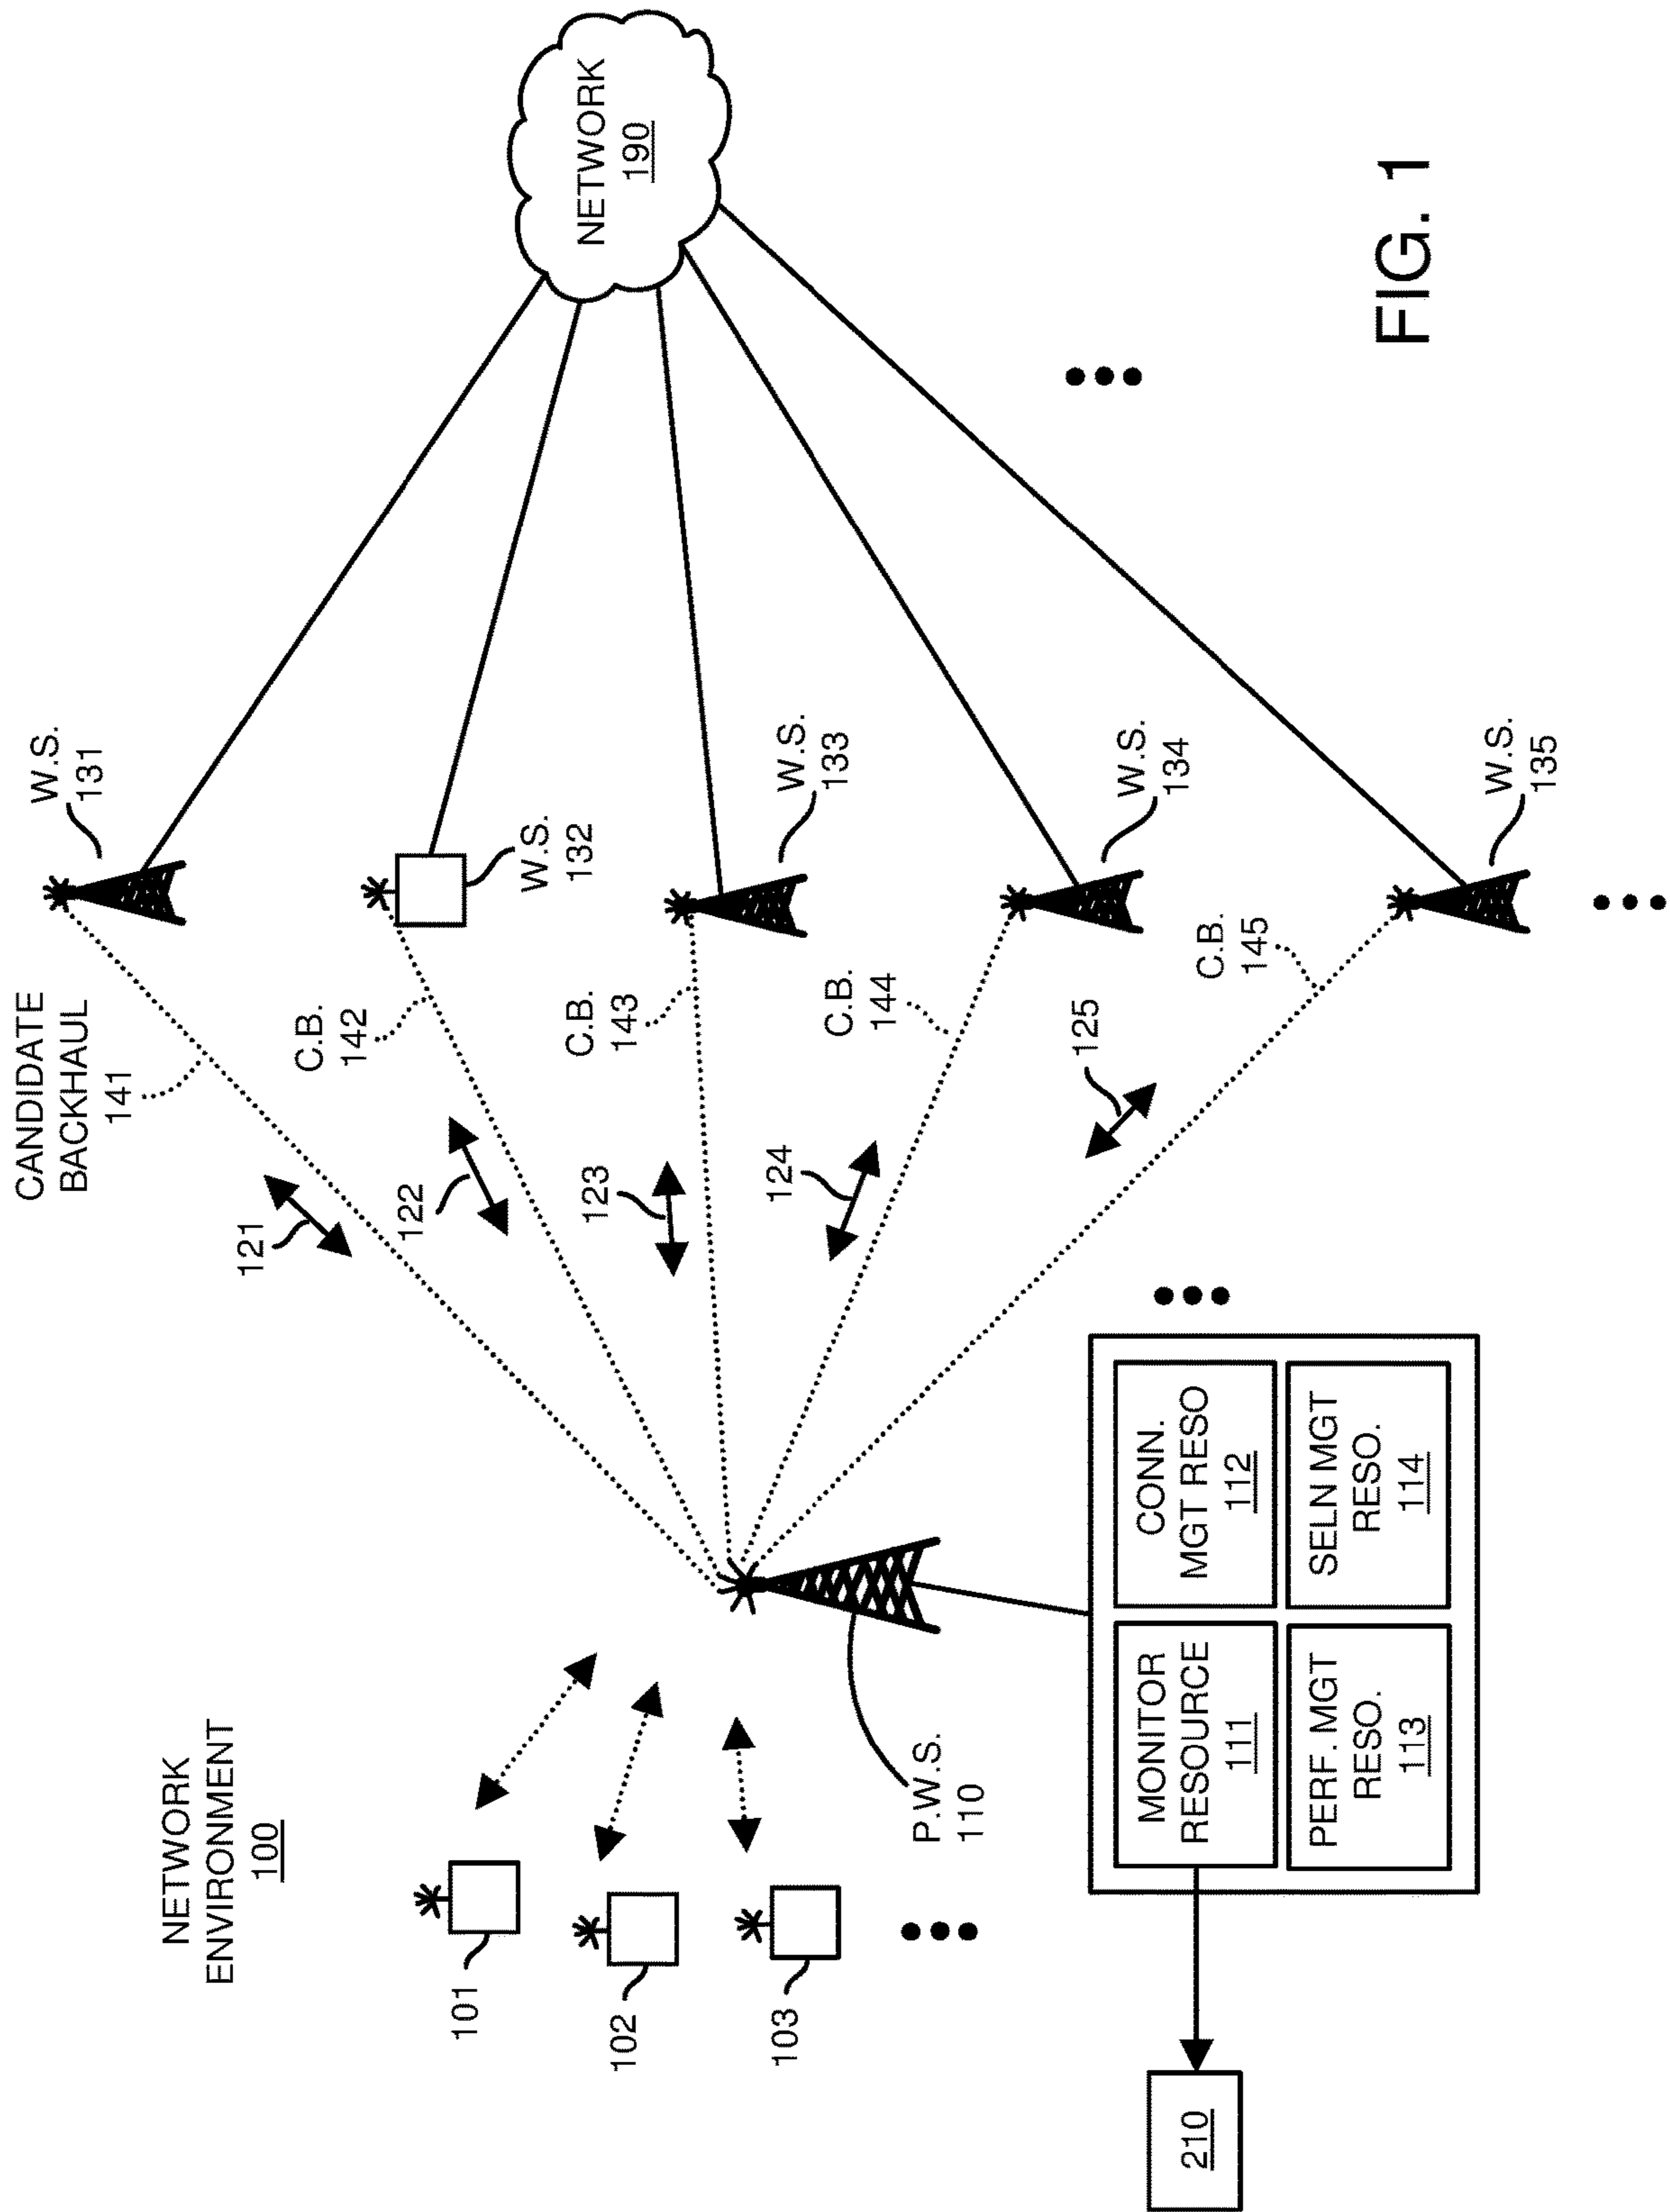 NETWORK
ENVIRONMENT
100
CANDIDATE
BACKHAUL
141
W.S.
131
121
C.B.
142
122
W.S.
132
101
102
103
123
C.B.
143
W.S.
133
NETWORK
190
124
C.B.
144
W.S.
134
P.W.S.
110
125
C.B.
145
W.S.
135
MONITOR
RESOURCE
111
CONN.
MGT RESO
112
PERF. MGT
RESO.
113
SELN MGT
RESO.
114
210
FIG. 1